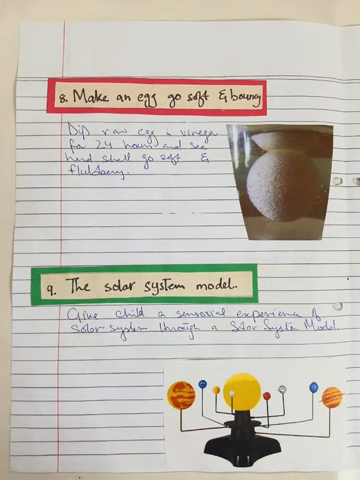 8. Make an egg go soft & bouncy
Dip raw egg in vinegar
for 24 hours and see
hard shell go soft &
flubbery.
9. The solar system model.
Give child a sensorial experience of
solar system through a Solar System Model